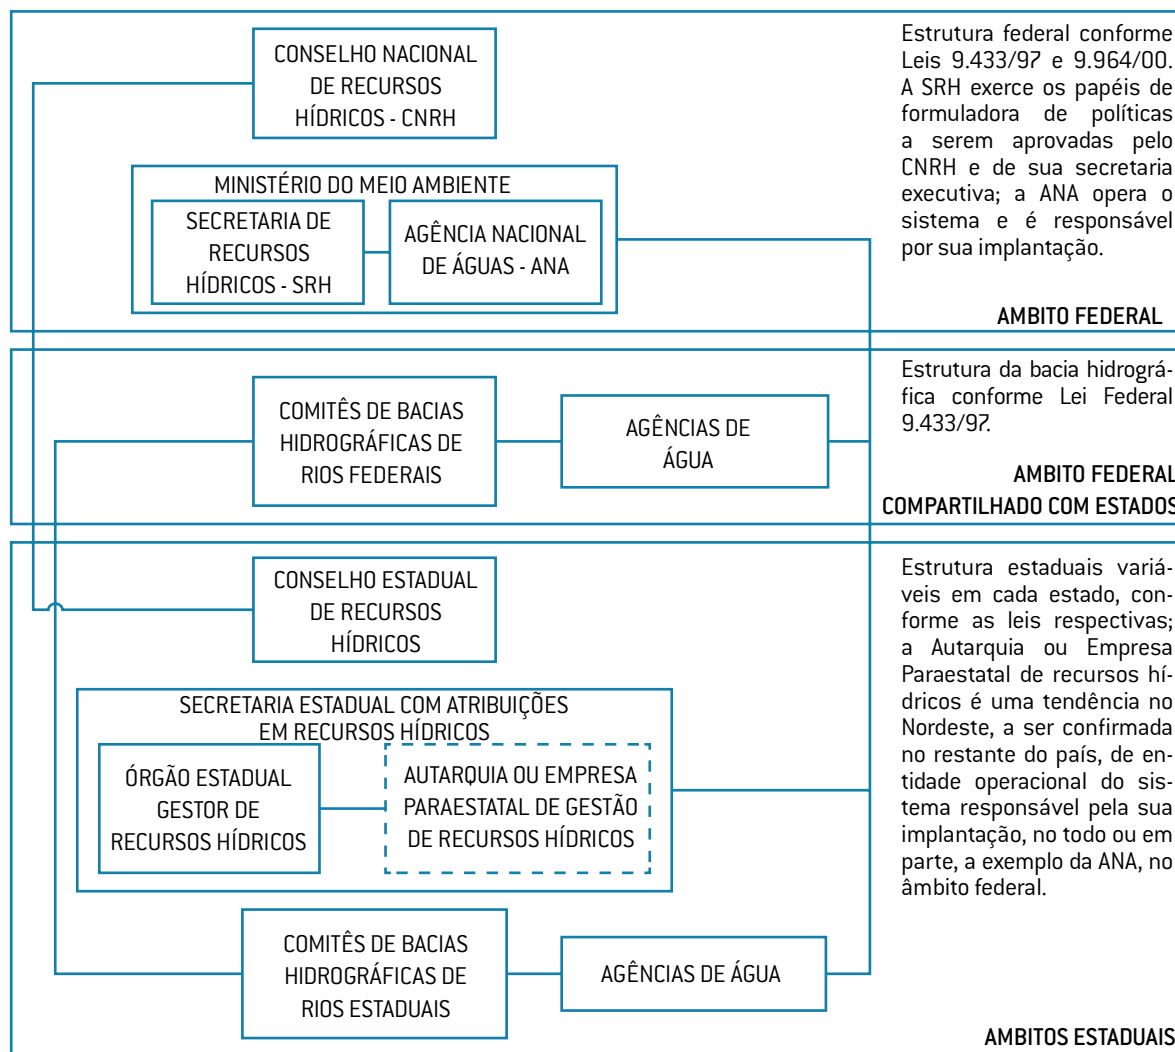 CONSELHO NACIONAL
DE RECURSOS
HÍDRICOS - CNRH
MINISTÉRIO DO MEIO AMBIENTE
SECRETARIA DE
RECURSOS
HÍDRICOS - SRH
AGÊNCIA NACIONAL
DE ÁGUAS - ANA
Estrutura federal conforme
Leis 9.433/97 e 9.964/00.
A SRH exerce os papéis de
formuladora de políticas
a serem aprovadas pelo
CNRH e de sua secretaria
executiva; a ANA opera o
sistema e é responsável
por sua implantação.
AMBITO FEDERAL
COMITÊS DE BACIAS
HIDROGRÁFICAS DE
RIOS FEDERAIS
AGÊNCIAS DE
ÁGUA
Estrutura da bacia hidrográ-
fica conforme Lei Federal
9.433/97.
AMBITO FEDERAL
COMPARTILHADO COM ESTADOS
CONSELHO ESTADUAL
DE RECURSOS
HÍDRICOS
SECRETARIA ESTADUAL COM ATRIBUIÇÕES
EM RECURSOS HÍDRICOS
ÓRGÃO ESTADUAL
GESTOR DE
RECURSOS HÍDRICOS
AUTARQUIA OU EMPRESA
PARAESTATAL DE GESTÃO
DE RECURSOS HÍDRICOS
COMITÊS DE BACIAS
HIDROGRÁFICAS DE
RIOS ESTADUAIS
AGÊNCIAS DE ÁGUA
Estrutura estaduais variá-
veis em cada estado, con-
forme as leis respectivas;
a Autarquia ou Empresa
Paraestatal de recursos hí-
dricos é uma tendência no
Nordeste, a ser confirmada
no restante do país, de en-
tidade operacional do sis-
tema responsável pela sua
implantação, no todo ou em
parte, a exemplo da ANA, no
âmbito federal.
AMBITOS ESTADUAIS